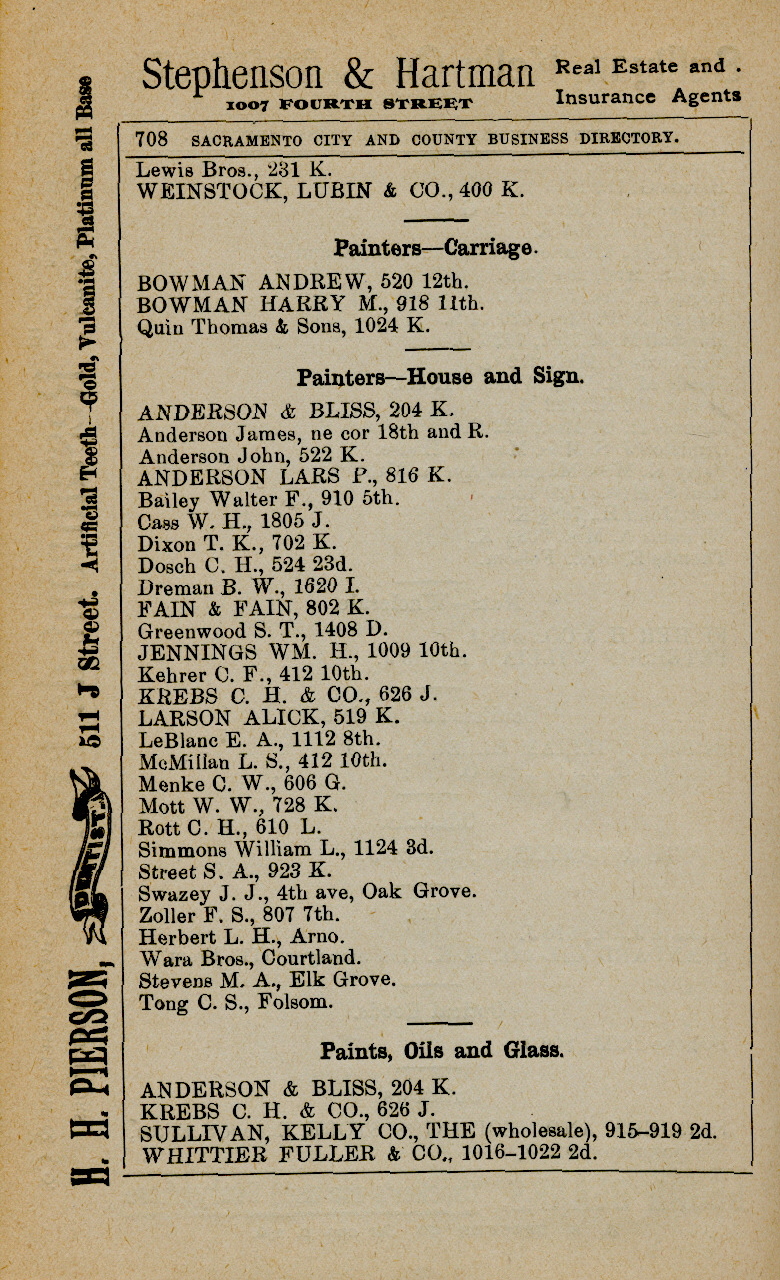 Stephenson & Hartman
1007 FOURTH STREET
Real Estate and .
Insurance Agents
708 SACRAMENTO CITY AND COUNTY BUSINESS DIRECTORY.
Lewis Bros., 231 K.
WEINSTOCK, LUBIN & CO., 400 K.
Painters—Carriage.
BOWMAN ANDREW, 520 12th.
BOWMAN HARRY M., 918 11th.
Quin Thomas & Sons, 1024 K.
Painters—House and Sign.
ANDERSON & BLISS, 204 K.
Anderson James, ne cor 18th and R.
Anderson John, 522 K.
ANDERSON LARS P., 816 K.
Bailey Walter F., 910 5th.
Cass W. H., 1805 J.
Dixon T. K., 702 K.
Dosch C. H., 524 23d.
Dreman B. W., 1620 I.
FAIN & FAIN, 802 K.
Greenwood S. T., 1408 D.
JENNINGS WM. H., 1009 10th.
Kehrer C. F., 412 10th.
KREBS C. H. & CO., 626 J.
LARSON ALICK, 519 K.
LeBlanc E. A., 1112 8th.
McMillan L. S., 412 10th.
Menke C. W., 606 G.
Mott W. W., 728 K.
Rott C. H., 610 L.
Simmons William L., 1124 3d.
Street S. A., 923 K.
Swazey J. J., 4th ave, Oak Grove.
Zoller F. S., 807 7th.
Herbert L. H., Arno.
Wara Bros., Courtland.
Stevens M. A., Elk Grove.
Tong C. S., Folsom.
Paints, Oils and Glass.
ANDERSON & BLISS, 204 K.
KREBS C. H. & CO., 626 J.
SULLIVAN, KELLY CO., THE (wholesale), 915–919 2d.
WHITTIER FULLER & CO., 1016–1022 2d.
H. H. PIERSON, DENTIST. 511 J Street. Artificial Teeth—Gold, Vulcanite, Platinum all Base